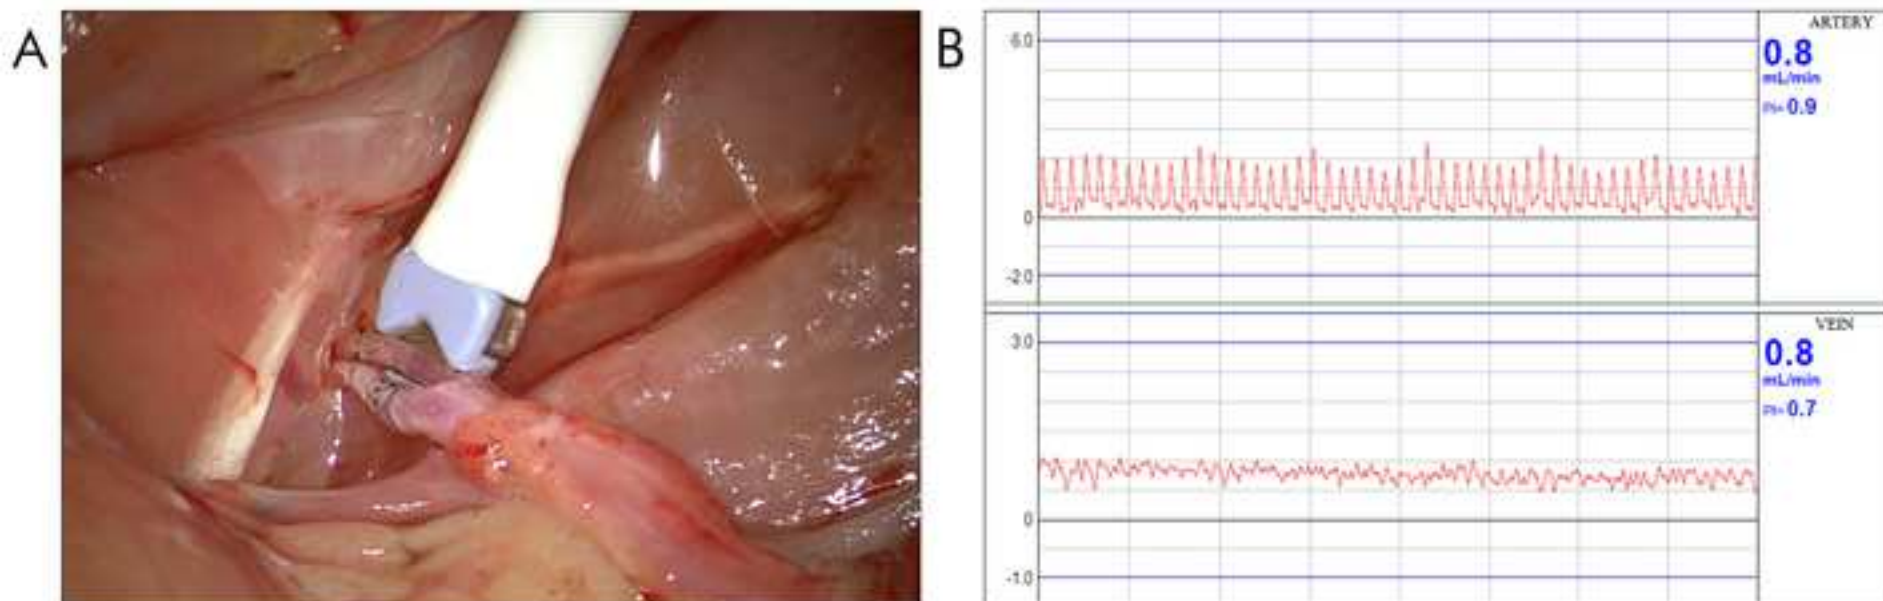 A
B
ARTERY
6.0
0.8
mL/min
PI= 0.9
0
-2.0
VEIN
3.0
0.8
mL/min
PI= 0.7
0
-1.0